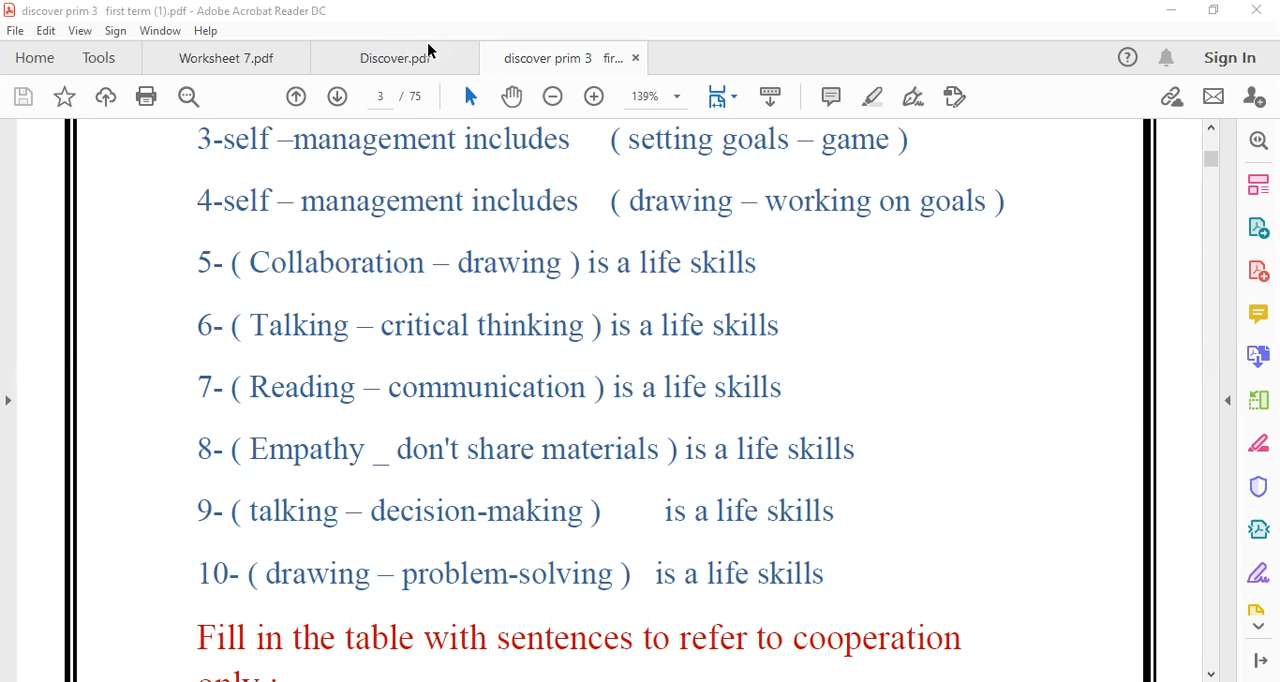 discover prim 3 first term (1).pdf - Adobe Acrobat Reader DC
File Edit View Sign Window Help
Home Tools Worksheet 7.pdf Discover.pdf discover prim 3 fir... ×
Sign In
3 / 75 139%
3-self –management includes ( setting goals – game )
4-self – management includes ( drawing – working on goals )
5- ( Collaboration – drawing ) is a life skills
6- ( Talking – critical thinking ) is a life skills
7- ( Reading – communication ) is a life skills
8- ( Empathy _ don't share materials ) is a life skills
9- ( talking – decision-making ) is a life skills
10- ( drawing – problem-solving ) is a life skills
Fill in the table with sentences to refer to cooperation
only :